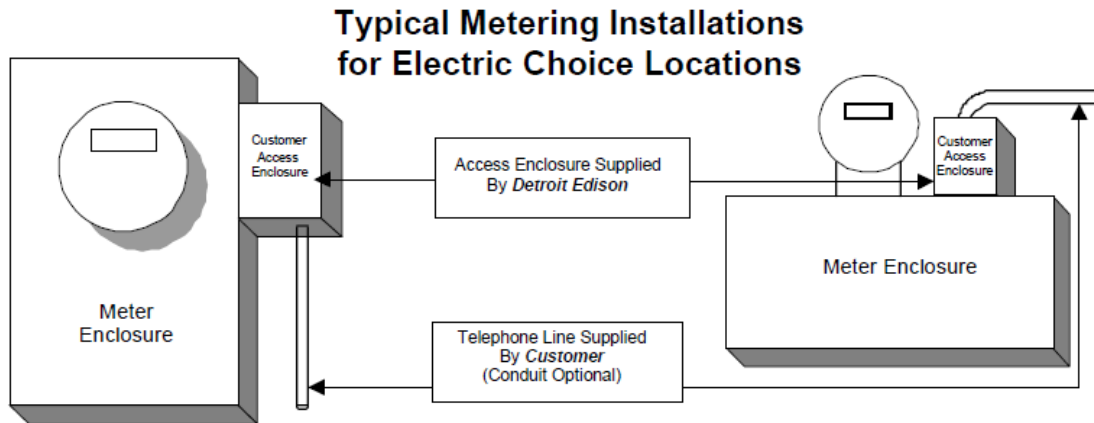 Typical Metering Installations
for Electric Choice Locations
Customer
Access
Enclosure
Meter
Enclosure
Access Enclosure Supplied
By Detroit Edison
Telephone Line Supplied
By Customer
(Conduit Optional)
Customer
Access
Enclosure
Meter Enclosure